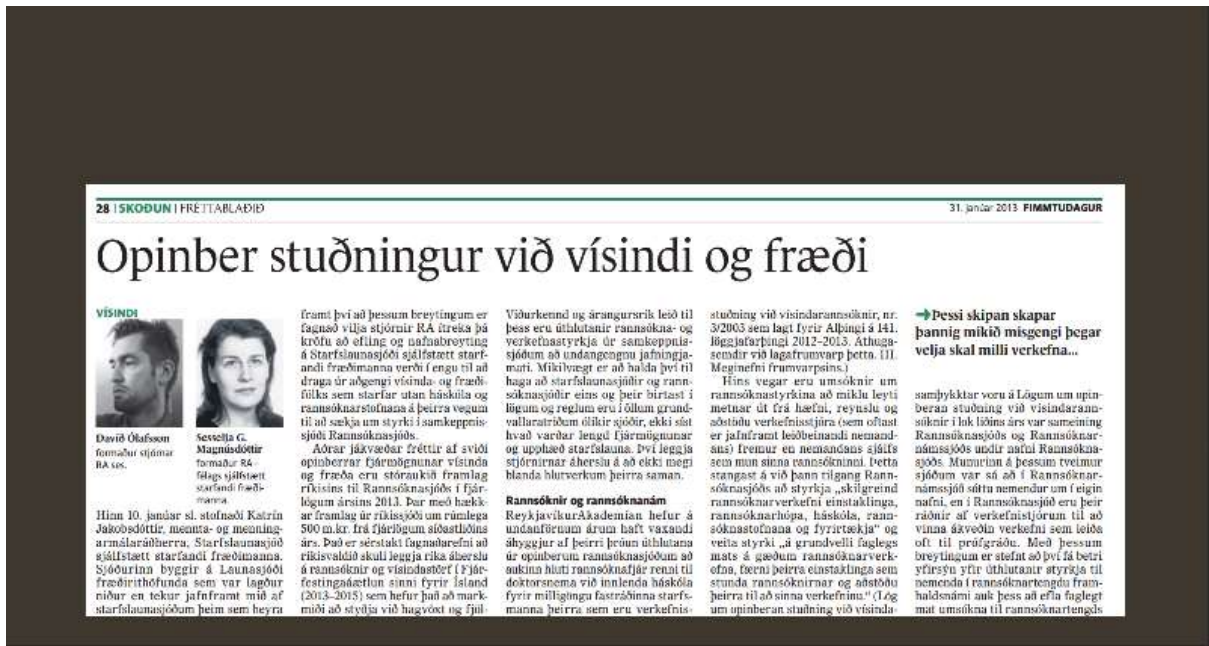 28 | SKOÐUN | FRÉTTABLAÐIÐ
31. janúar 2013 FIMMTUDAGUR
Opinber stuðningur við vísindi og fræði
VÍSINDI
Davíð Ólafsson
formaður stjórnar
RA ses.
Sesselja G.
Magnúsdóttir
formaður RA -
félags sjálfstætt
starfandi fræði-
manna.
Hinn 10. janúar sl. stofnaði Katrín
Jakobsdóttir, mennta- og menning-
armálaráðherra, Starfslaunasjóð
sjálfstætt starfandi fræðimanna.
Sjóðurinn byggir á Launasjóði
fræðirithöfunda sem var lagður
niður en tekur jafnframt mið af
starfslaunasjóðum þeim sem heyra
framt því að þessum breytingum er
fagnað vilja stjórnir RA ítreka þá
kröfu að efling og nafnabreyting
á Starfslaunasjóði sjálfstætt starf-
andi fræðimanna verði í engu til að
draga úr aðgengi vísinda- og fræði-
fólks sem starfar utan háskóla og
rannsóknarstofnana á þeirra vegum
til að sækja um styrki í samkeppnis-
sjóði Rannsóknasjóðs.
Aðrar jákvæðar fréttir af sviði
opinberrar fjármögnunar vísinda
og fræða eru stóraukið framlag
ríkisins til Rannsóknasjóðs í fjár-
lögum ársins 2013. Þar með hækk-
ar framlag úr ríkissjóði um rúmlega
500 m.kr. frá fjárlögum síðastliðins
árs. Það er sérstakt fagnaðarefni að
ríkisvaldið skuli leggja ríka áherslu
á rannsóknir og vísindastörf í Fjár-
festingaáætlun sinni fyrir Ísland
(2013–2015) sem hefur það að mark-
miði að styðja við hagvöxt og fjöl-
Viðurkennd og árangursrík leið til
þess eru úthlutanir rannsókna- og
verkefnastyrkja úr samkeppnis-
sjóðum að undangengnu jafningja-
mati. Mikilvægt er að halda því til
haga að starfslaunasjóðir og rann-
sóknasjóðir eins og þeir birtast í
lögum og reglum eru í öllum grund-
vallaratriðum ólíkir sjóðir, ekki síst
hvað varðar lengd fjármögnunar
og upphæð starfslauna. Því leggja
stjórnirnar áherslu á að ekki megi
blanda hlutverkum þeirra saman.
Rannsóknir og rannsóknanám
ReykjavíkurAkademían hefur á
undanförnum árum haft vaxandi
áhyggjur af þeirri þróun úthlutana
úr opinberum rannsóknasjóðum að
aukinn hluti rannsóknafjár renni til
doktorsnema við innlenda háskóla
fyrir milligöngu fastráðinna starfs-
manna þeirra sem eru verkefnis-
stuðning við vísindarannsóknir, nr.
3/2003 sem lagt fyrir Alþingi á 141.
löggjafarþingi 2012–2013. Athuga-
semdir við lagafrumvarp þetta. III.
Meginefni frumvarpsins.)
Hins vegar eru umsóknir um
rannsóknastyrkina að miklu leyti
metnar út frá hæfni, reynslu og
aðstöðu verkefnisstjóra (sem oftast
er jafnframt leiðbeinandi nemand-
ans) fremur en nemandans sjálfs
sem mun sinna rannsókninni. Þetta
stangast á við þann tilgang Rann-
sóknasjóðs að styrkja „skilgreind
rannsóknarverkefni einstaklinga,
rannsóknarhópa, háskóla, rann-
sóknastofnana og fyrirtækja“ og
veita styrki „á grundvelli faglegs
mats á gæðum rannsóknarverk-
efna, færni þeirra einstaklinga sem
stunda rannsóknirnar og aðstöðu
þeirra til að sinna verkefninu.“ (Lög
um opinberan stuðning við vísinda-
➔Þessi skipan skapar
þannig mikið misgengi þegar
velja skal milli verkefna...
samþykktar voru á Lögum um opin-
beran stuðning við vísindarann-
sóknir í lok liðins árs var sameining
Rannsóknasjóðs og Rannsóknar-
námssjóðs undir nafni Rannsókna-
sjóðs. Munurinn á þessum tveimur
sjóðum var sá að í Rannsóknar-
námssjóð sóttu nemendur um í eigin
nafni, en í Rannsóknasjóð eru þeir
ráðnir af verkefnistjórum til að
vinna ákveðin verkefni sem leiða
oft til prófgráðu. Með þessum
breytingum er stefnt að því fá betri
yfirsýn yfir úthlutanir styrkja til
nemenda í rannsóknartengdu fram-
haldsnámi auk þess að efla faglegt
mat umsókna til rannsóknartengds